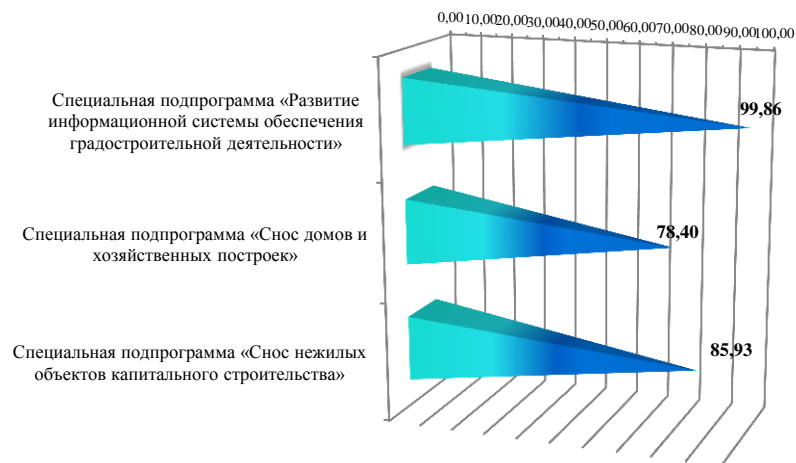 0,00 10,00 20,00 30,00 40,00 50,00 60,00 70,00 80,00 90,00 100,00
Специальная подпрограмма «Развитие
информационной системы обеспечения
градостроительной деятельности»
99,86
Специальная подпрограмма «Снос домов и
хозяйственных построек»
78,40
Специальная подпрограмма «Снос нежилых
объектов капитального строительства»
85,93